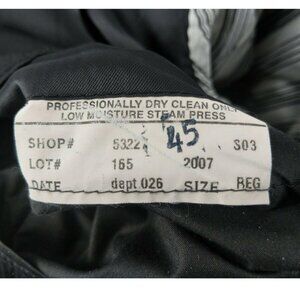 PROFESSIONALLY DRY CLEAN ONLY
LOW MOISTURE STEAM PRESS
45
SHOP# 5322 S03
LOT# 165 2007
DATE dept 026 SIZE REG